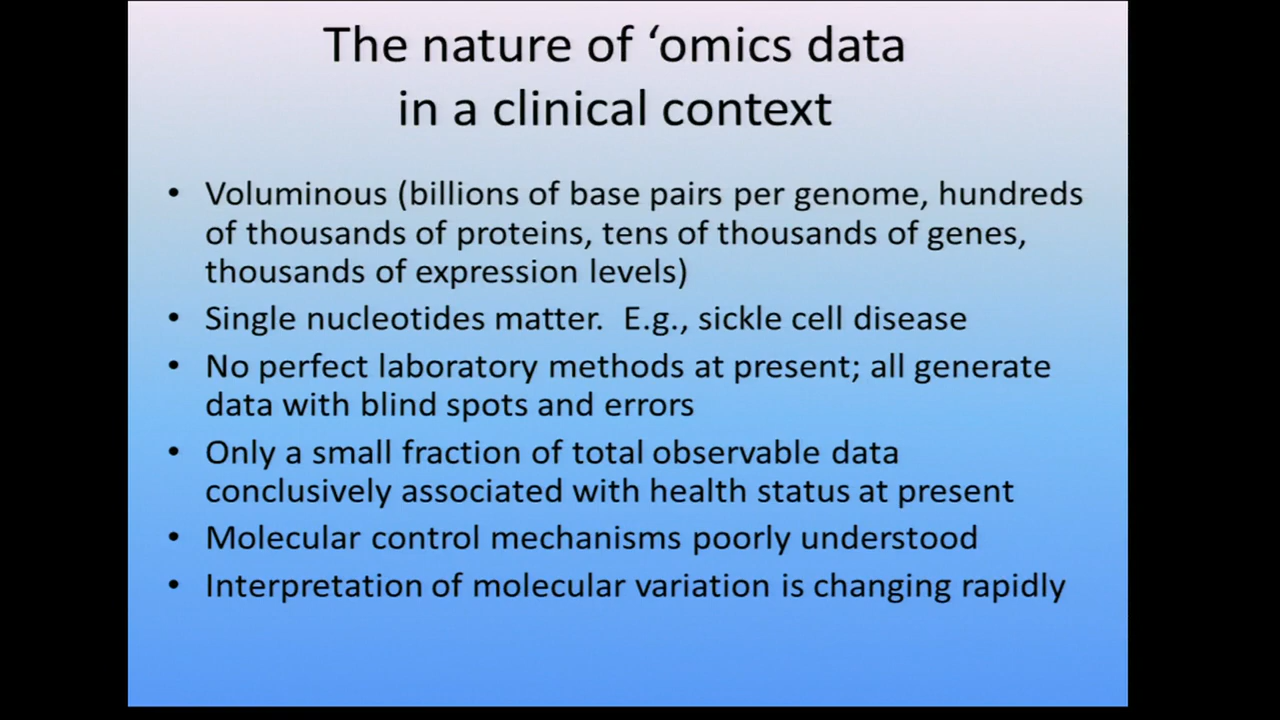 The nature of ‘omics data
in a clinical context
• Voluminous (billions of base pairs per genome, hundreds
of thousands of proteins, tens of thousands of genes,
thousands of expression levels)
• Single nucleotides matter.  E.g., sickle cell disease
• No perfect laboratory methods at present; all generate
data with blind spots and errors
• Only a small fraction of total observable data
conclusively associated with health status at present
• Molecular control mechanisms poorly understood
• Interpretation of molecular variation is changing rapidly